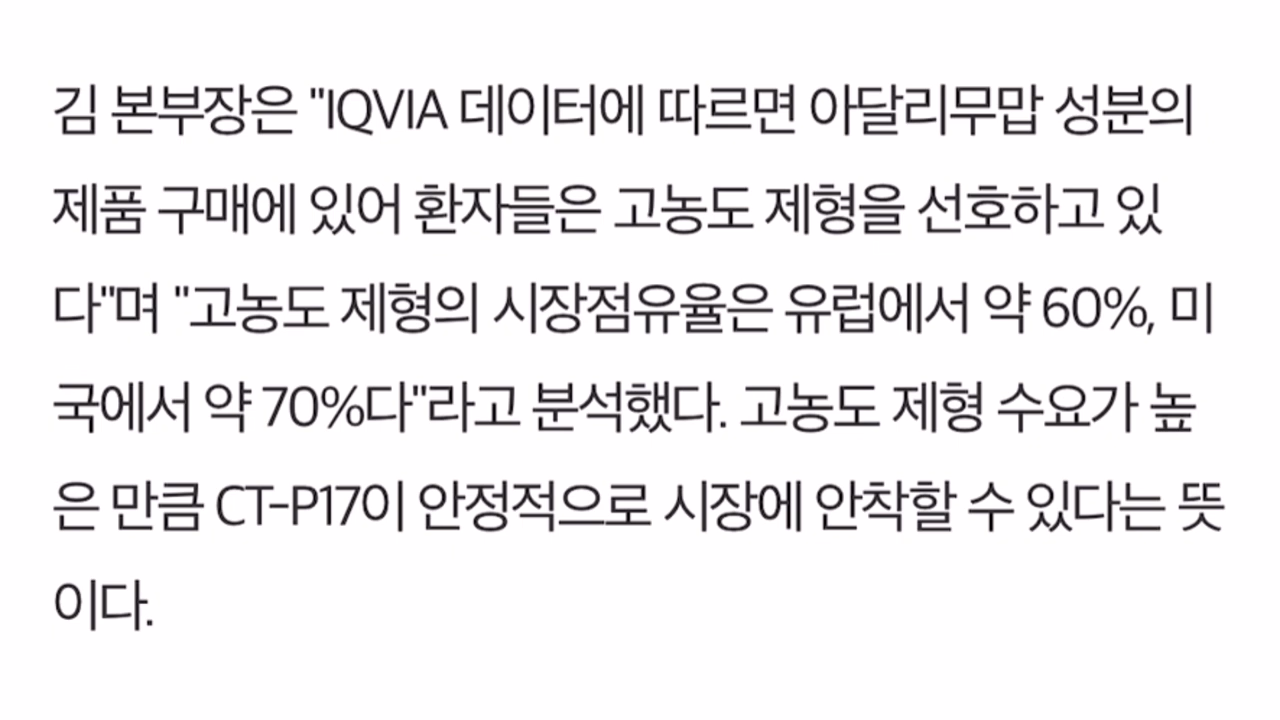 김 본부장은 "IQVIA 데이터에 따르면 아달리무맙 성분의
제품 구매에 있어 환자들은 고농도 제형을 선호하고 있
다"며 "고농도 제형의 시장점유율은 유럽에서 약 60%, 미
국에서 약 70%다"라고 분석했다. 고농도 제형 수요가 높
은 만큼 CT-P17이 안정적으로 시장에 안착할 수 있다는 뜻
이다.